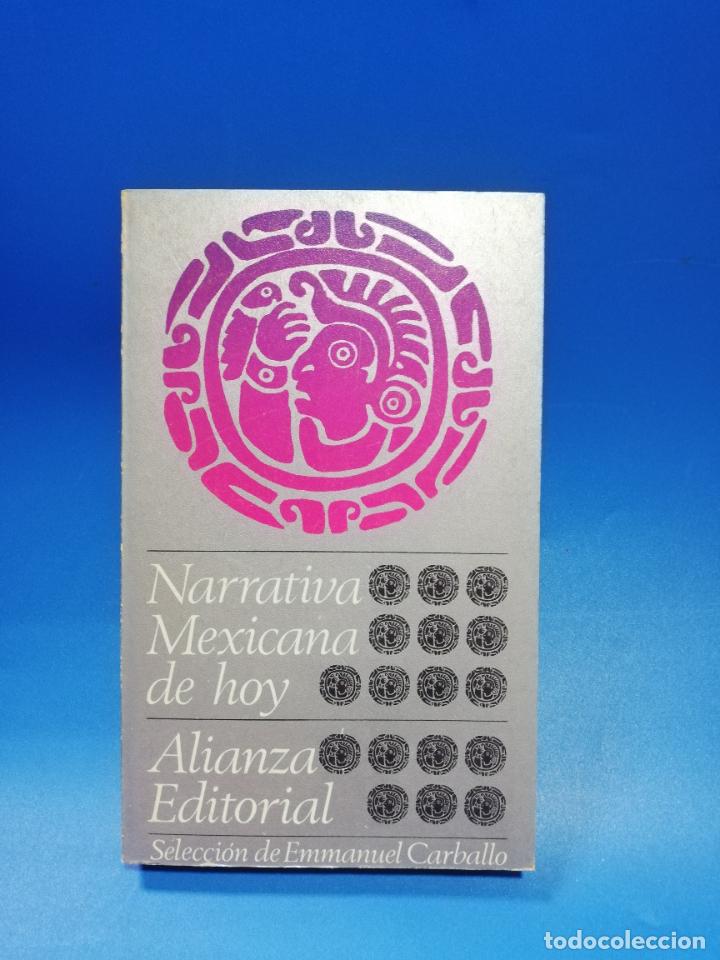 Narrativa
Mexicana
de hoy
Alianza
Editorial
Selección de Emmanuel Carballo
todocoleccion